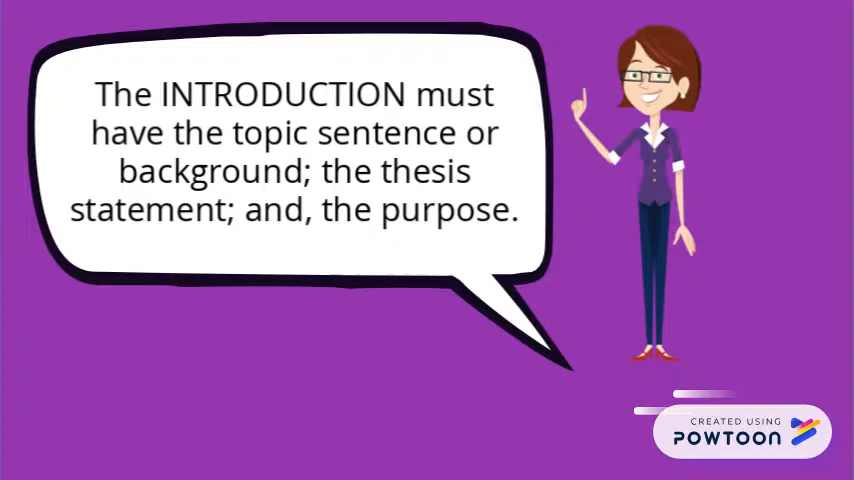 The INTRODUCTION must
have the topic sentence or
background; the thesis
statement; and, the purpose.
CREATED USING
POWTOON